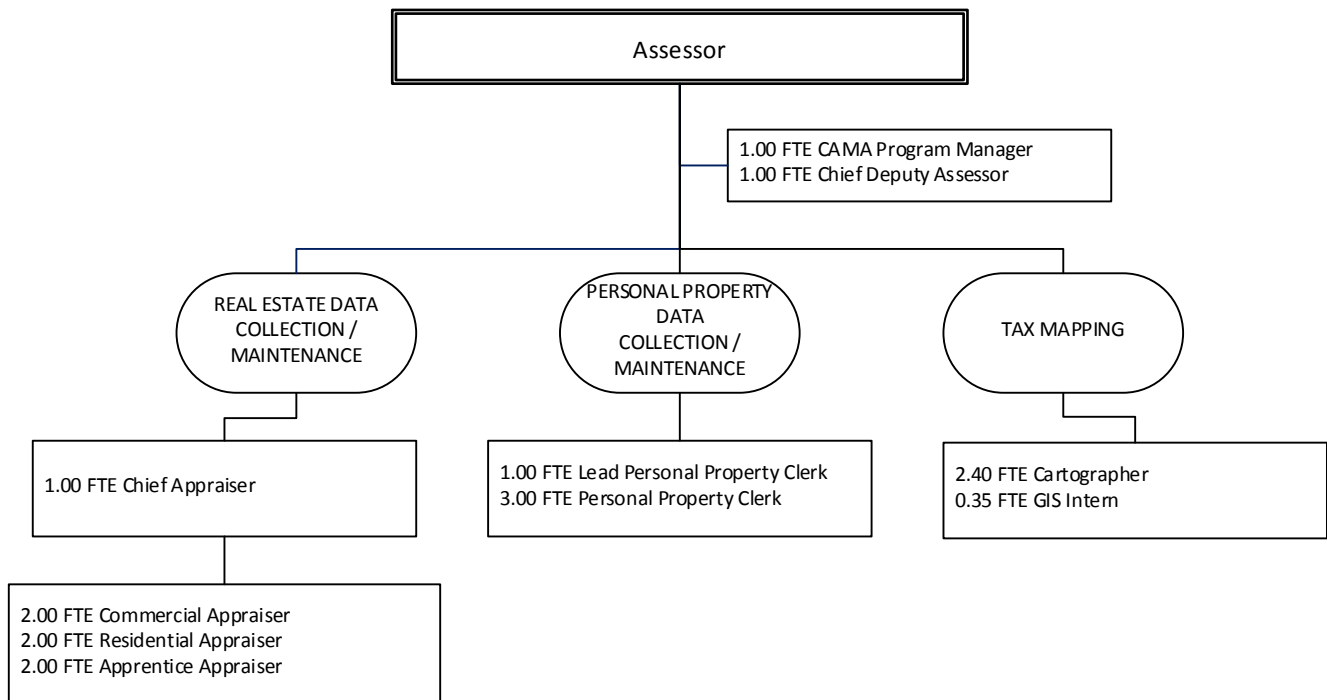 Assessor
1.00 FTE CAMA Program Manager
1.00 FTE Chief Deputy Assessor
REAL ESTATE DATA
COLLECTION /
MAINTENANCE
PERSONAL PROPERTY
DATA
COLLECTION /
MAINTENANCE
TAX MAPPING
1.00 FTE Chief Appraiser
1.00 FTE Lead Personal Property Clerk
3.00 FTE Personal Property Clerk
2.40 FTE Cartographer
0.35 FTE GIS Intern
2.00 FTE Commercial Appraiser
2.00 FTE Residential Appraiser
2.00 FTE Apprentice Appraiser